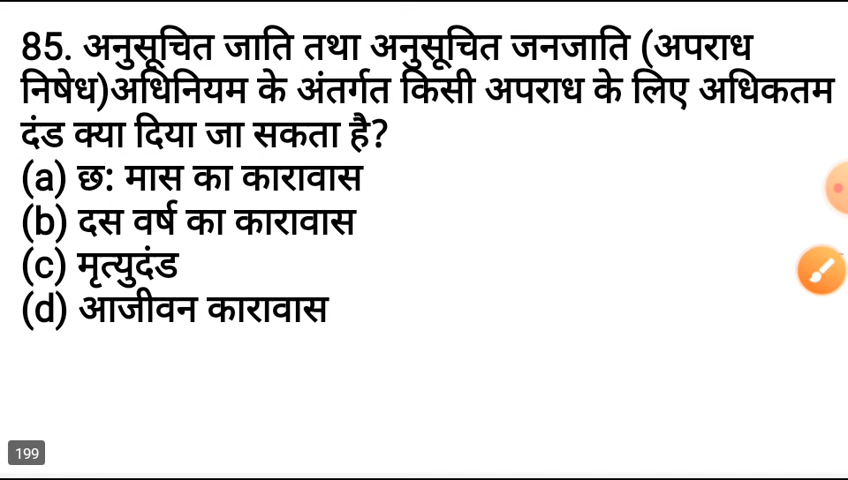 85. अनुसूचित जाति तथा अनुसूचित जनजाति (अपराध
निषेध)अधिनियम के अंतर्गत किसी अपराध के लिए अधिकतम
दंड क्या दिया जा सकता है?
(a) छ: मास का कारावास
(b) दस वर्ष का कारावास
(c) मृत्युदंड
(d) आजीवन कारावास
199